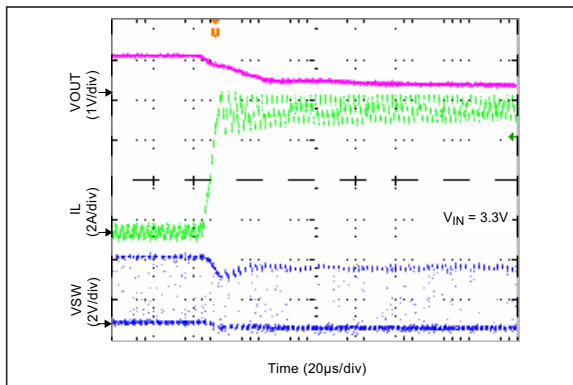 VOUT
(1V/div)
IL
(2A/div)
VSW
(2V/div)
VIN = 3.3V
Time (20μs/div)